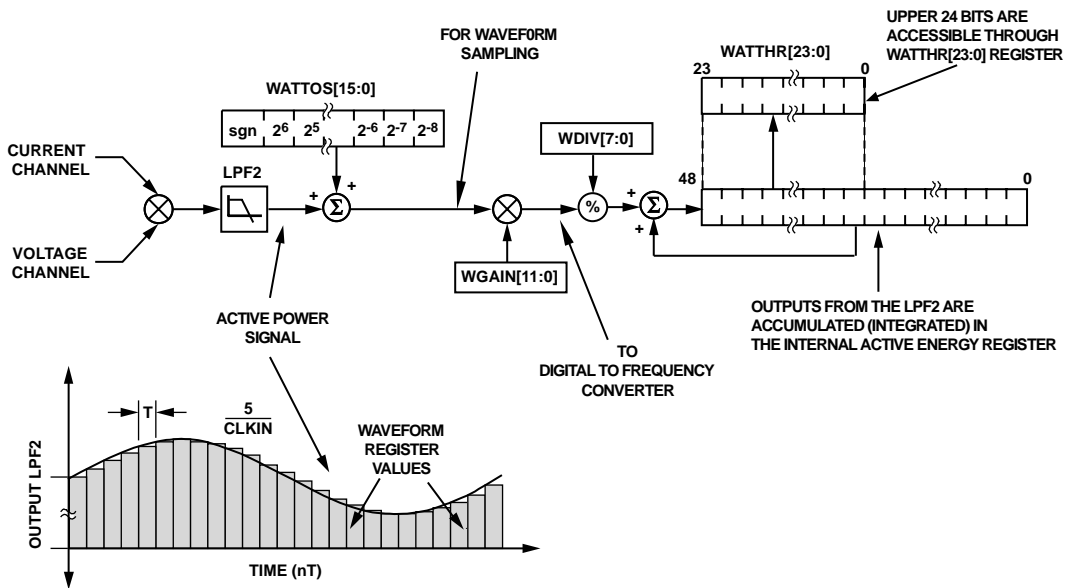 UPPER 24 BITS ARE
ACCESSIBLE THROUGH
WATTHR[23:0] REGISTER
FOR WAVEF0RM
SAMPLING
WATTHR[23:0]
23 0
WATTOS[15:0]
sgn 2⁶ 2⁵ 2⁻⁶ 2⁻⁷ 2⁻⁸
WDIV[7:0]
CURRENT
CHANNEL
LPF2
48 0
+ +
Σ
%
+
Σ
+
VOLTAGE
CHANNEL
WGAIN[11:0]
ACTIVE POWER
SIGNAL
TO
DIGITAL TO FREQUENCY
CONVERTER
OUTPUTS FROM THE LPF2 ARE
ACCUMULATED (INTEGRATED) IN
THE INTERNAL ACTIVE ENERGY REGISTER
T
5
CLKIN
WAVEFORM
REGISTER
VALUES
OUTPUT LPF2
TIME (nT)